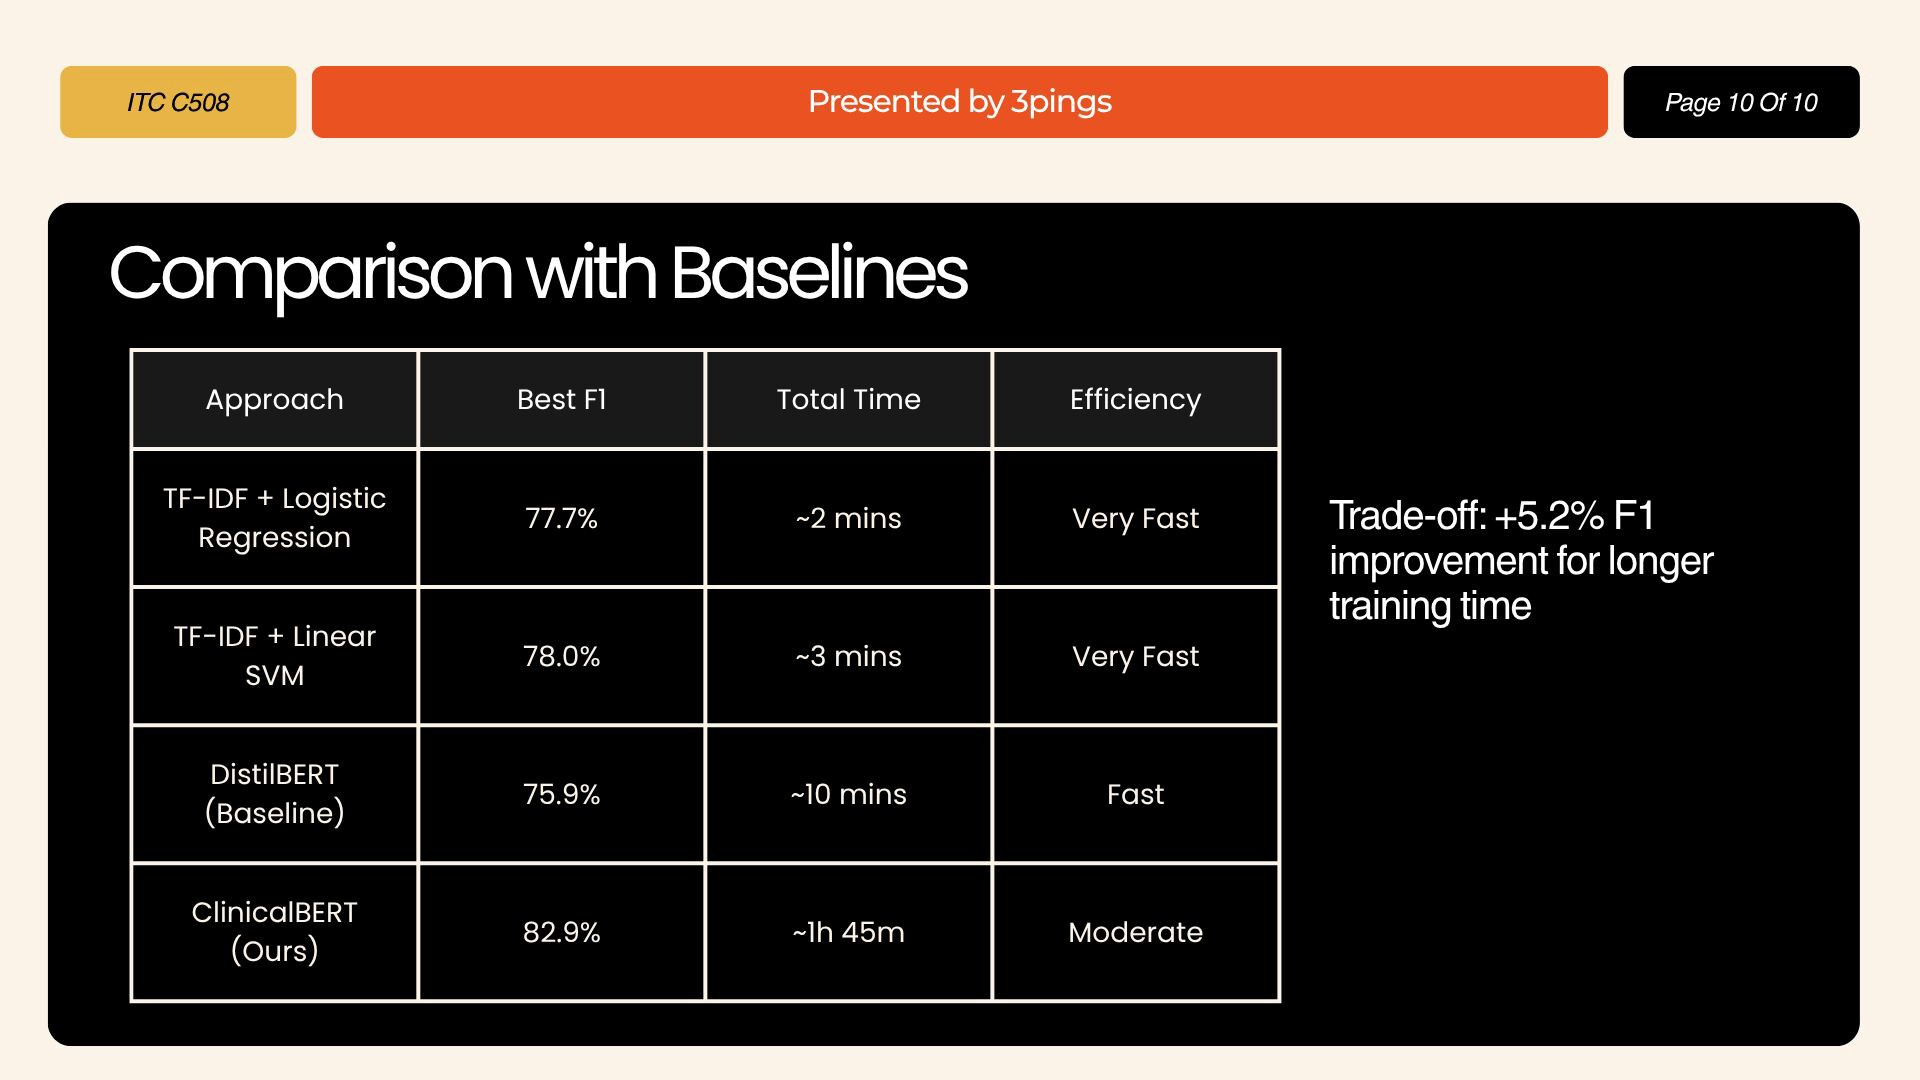 ITC C508
Presented by 3pings
Page 10 Of 10
Comparison with Baselines
Approach
Best F1
Total Time
Efficiency
TF-IDF + Logistic
Regression
77.7%
~2 mins
Very Fast
TF-IDF + Linear
SVM
78.0%
~3 mins
Very Fast
DistilBERT
(Baseline)
75.9%
~10 mins
Fast
ClinicalBERT
(Ours)
82.9%
~1h 45m
Moderate
Trade-off: +5.2% F1
improvement for longer
training time